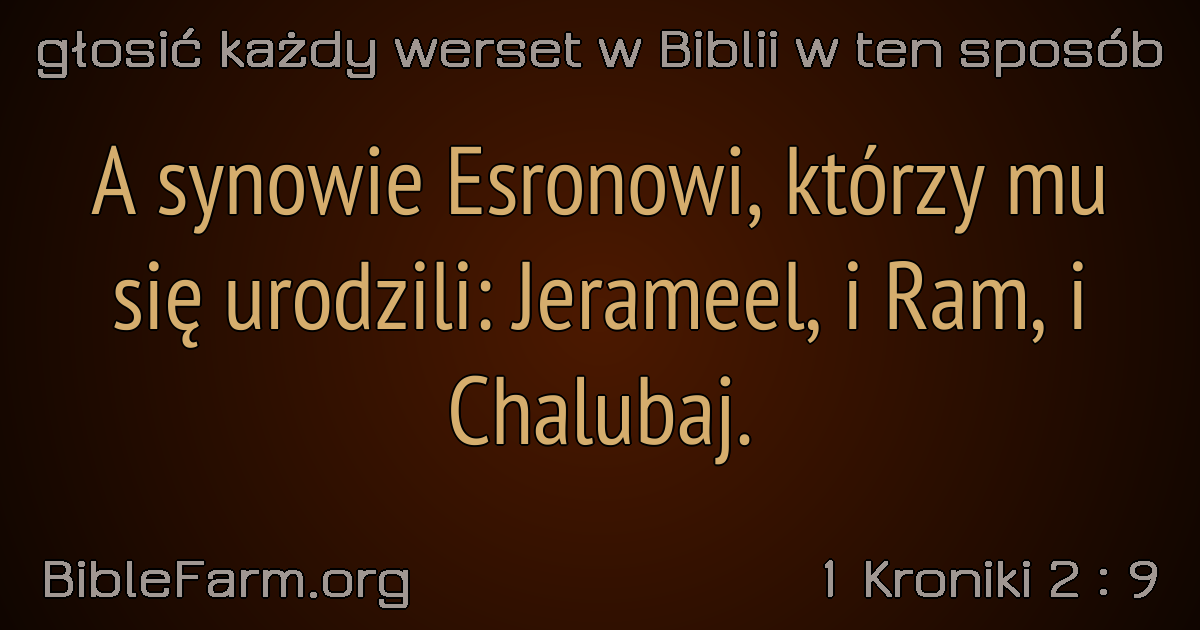 głosić każdy werset w Biblii w ten sposób
A synowie Esronowi, którzy mu
się urodzili: Jerameel, i Ram, i
Chalubaj.
BibleFarm.org
1 Kroniki 2 : 9